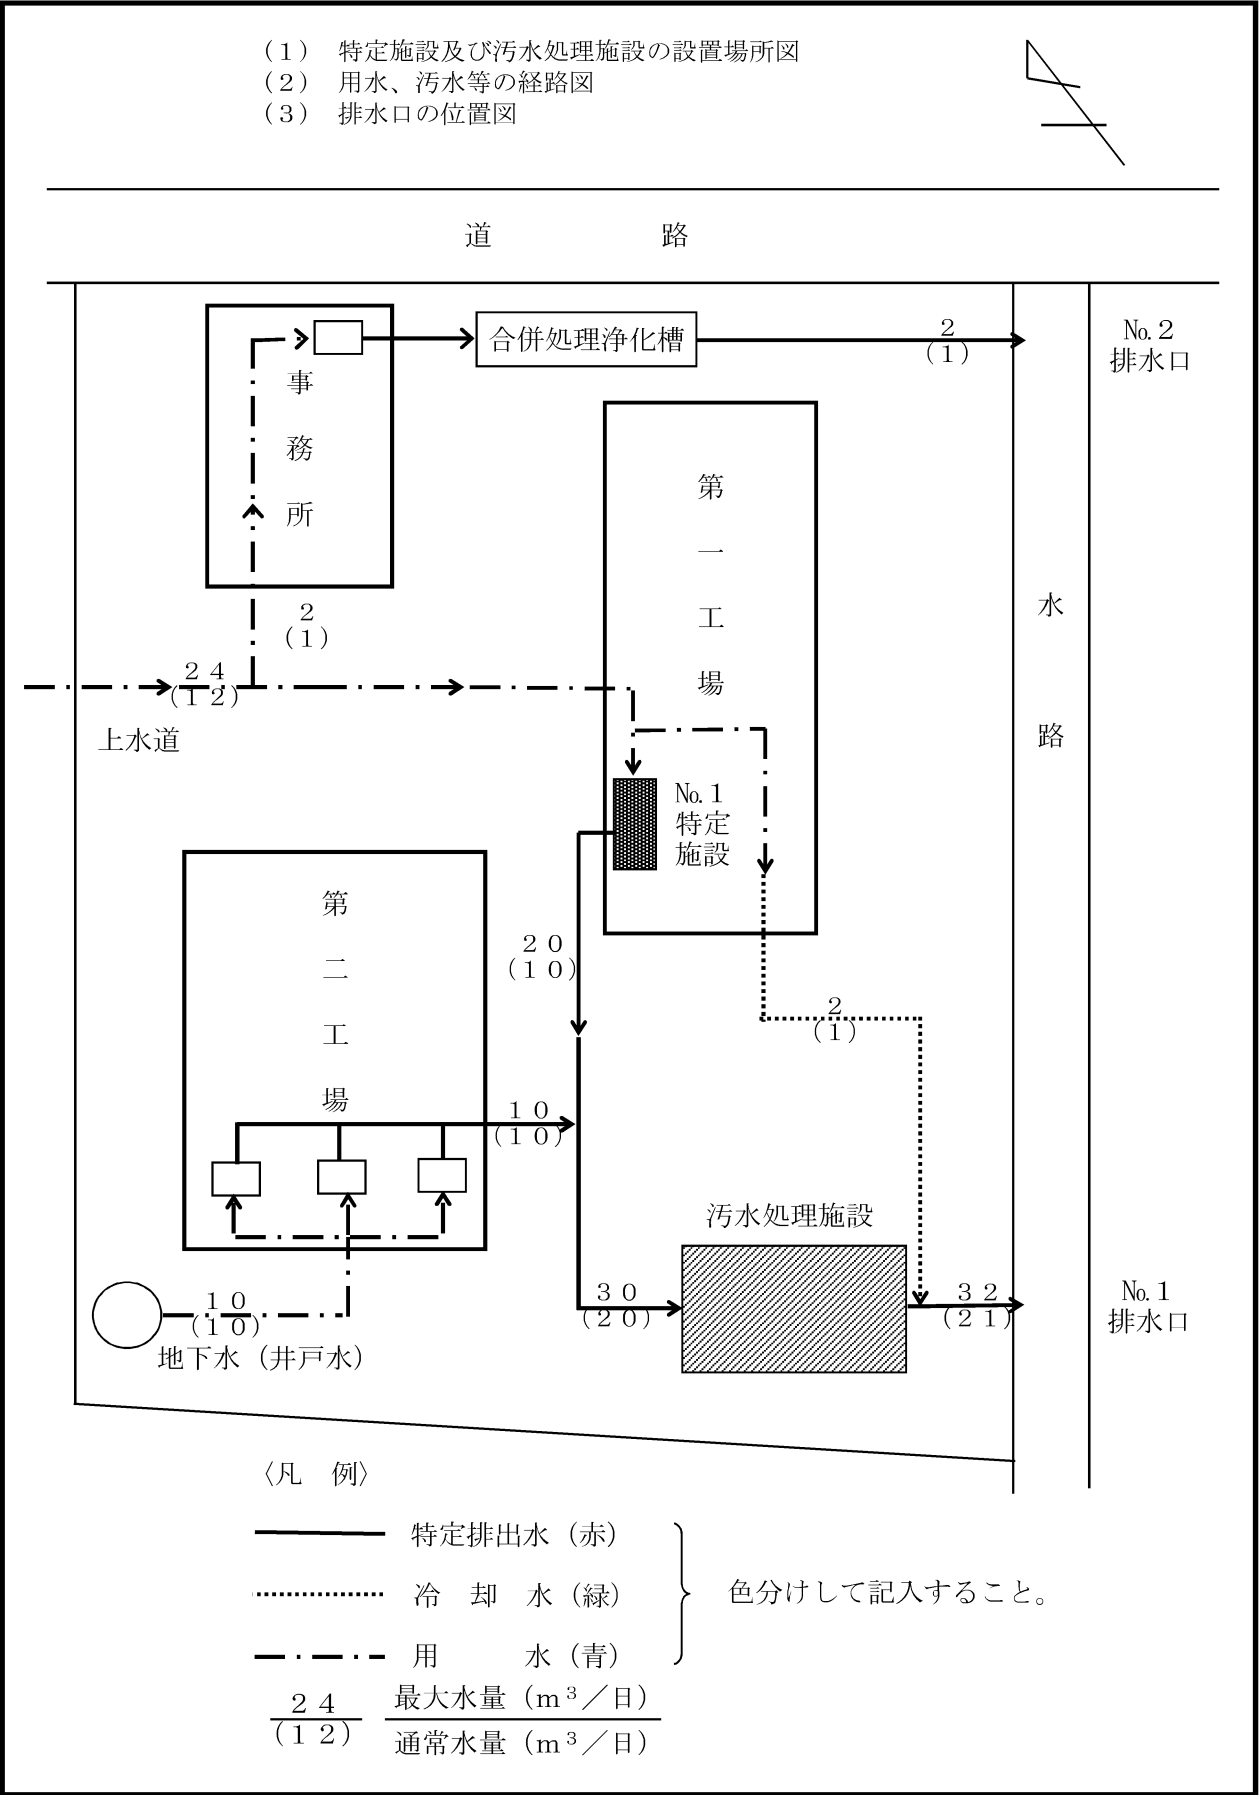 （１）　特定施設及び汚水処理施設の設置場所図
（２）　用水、汚水等の経路図
（３）　排水口の位置図
道　路
合併処理浄化槽
２
（１）
№２
排水口
事務所
第一工場
２
（１）
水路
２４
（１２）
上水道
№１
特定
施設
第二工場
２０
（１０）
２
（１）
１０
（１０）
汚水処理施設
３０
（２０）
３２
（２１）
№１
排水口
１０
（１０）
地下水（井戸水）
〈凡　例〉
特定排出水（赤）
冷　却　水（緑）
色分けして記入すること。
用　　　水（青）
２４
（１２）
最大水量（ｍ³／日）
通常水量（ｍ³／日）